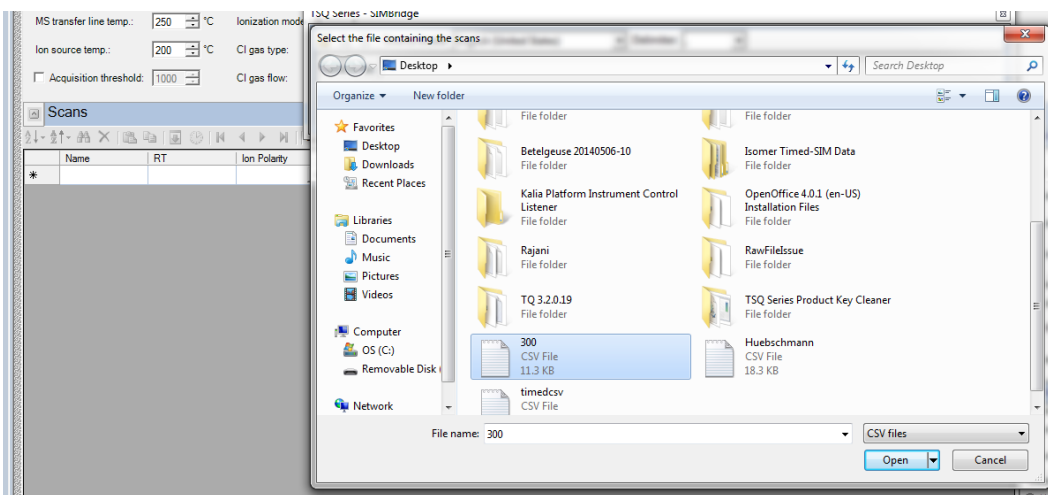 TSQ Series - SIMBridge
MS transfer line temp.: 250 °C Ionization mode
Ion source temp.: 200 °C CI gas type:
Acquisition threshold: 1000 CI gas flow:
Scans
Name RT Ion Polarity
Select the file containing the scans
Desktop
Search Desktop
Organize New folder
Favorites
Desktop
Downloads
Recent Places
Libraries
Documents
Music
Pictures
Videos
Computer
OS (C:)
Removable Disk
Network
File folder
File folder
Betelgeuse 20140506-10
File folder
Isomer Timed-SIM Data
File folder
Kalia Platform Instrument Control
Listener
File folder
OpenOffice 4.0.1 (en-US)
Installation Files
File folder
Rajani
File folder
RawFileIssue
File folder
TQ 3.2.0.19
File folder
TSQ Series Product Key Cleaner
File folder
300
CSV File
11.3 KB
Huebschmann
CSV File
18.3 KB
timedcsv
CSV File
File name: 300
CSV files
Open Cancel